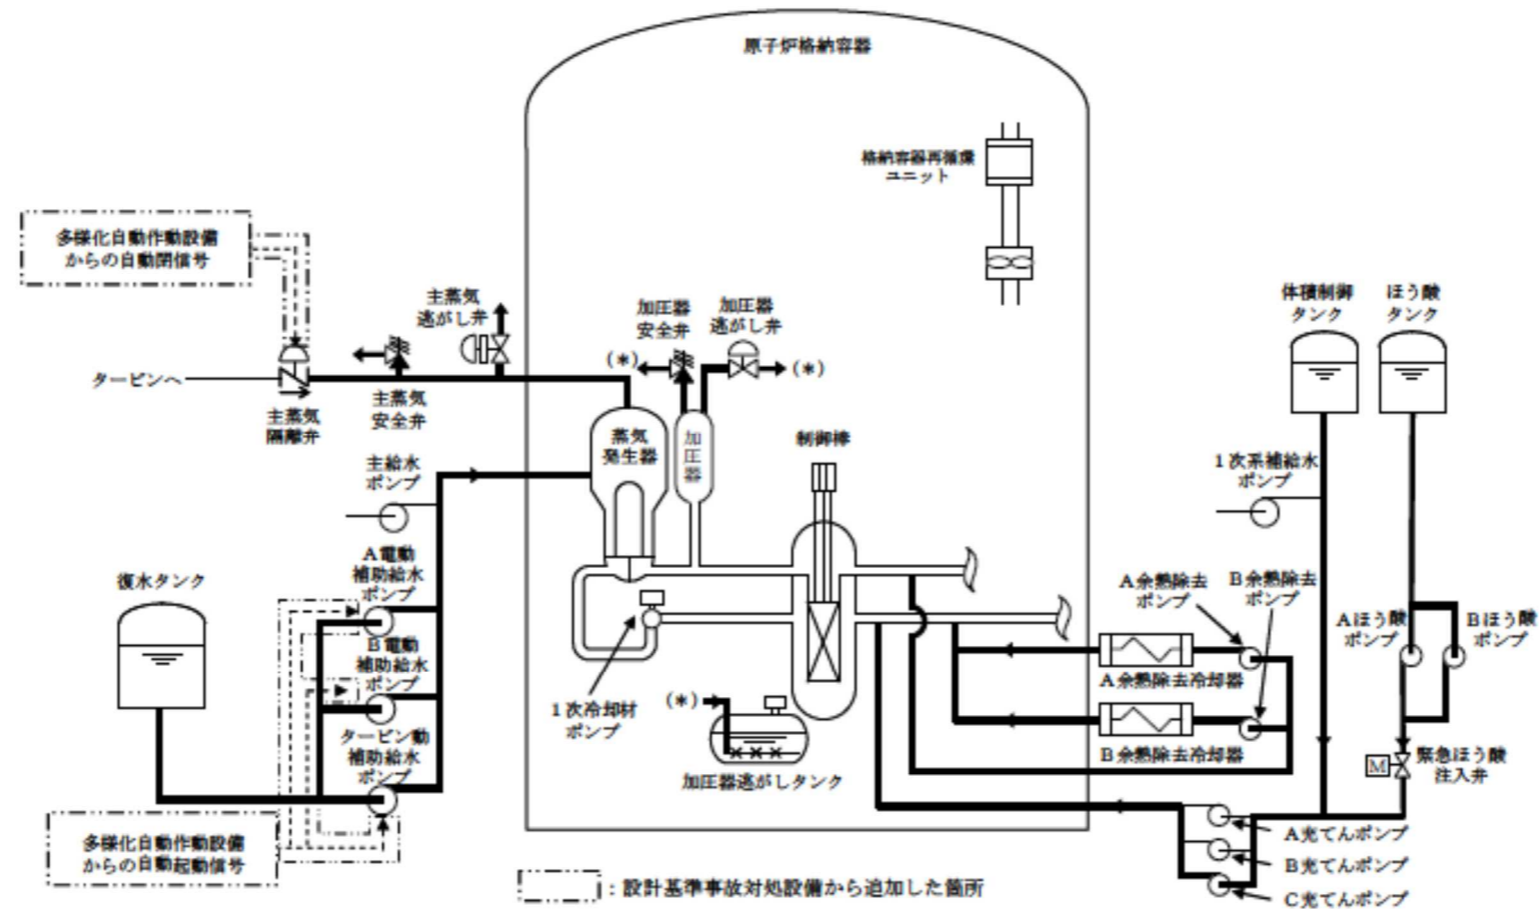 原子炉格納容器
格納容器再循環
ユニット
多様化自動作動設備
からの自動閉信号
主蒸気
逃がし弁
加圧器
安全弁
加圧器
逃がし弁
(*)
(*)
タービンへ
主蒸気
隔離弁
主蒸気
安全弁
蒸気
発生器
加
圧
器
制御棒
体積制御
タンク
ほう酸
タンク
主給水
ポンプ
1次系補給水
ポンプ
A電動
補助給水
ポンプ
復水タンク
B電動
補助給水
ポンプ
タービン動
補助給水
ポンプ
1次冷却材
ポンプ
(*)
加圧器逃がしタンク
A余熱除去
ポンプ
B余熱除去
ポンプ
A余熱除去冷却器
B余熱除去冷却器
Aほう酸
ポンプ
Bほう酸
ポンプ
M
緊急ほう酸
注入弁
多様化自動作動設備
からの自動起動信号
A充てんポンプ
B充てんポンプ
C充てんポンプ
:設計基準事故対処設備から追加した箇所